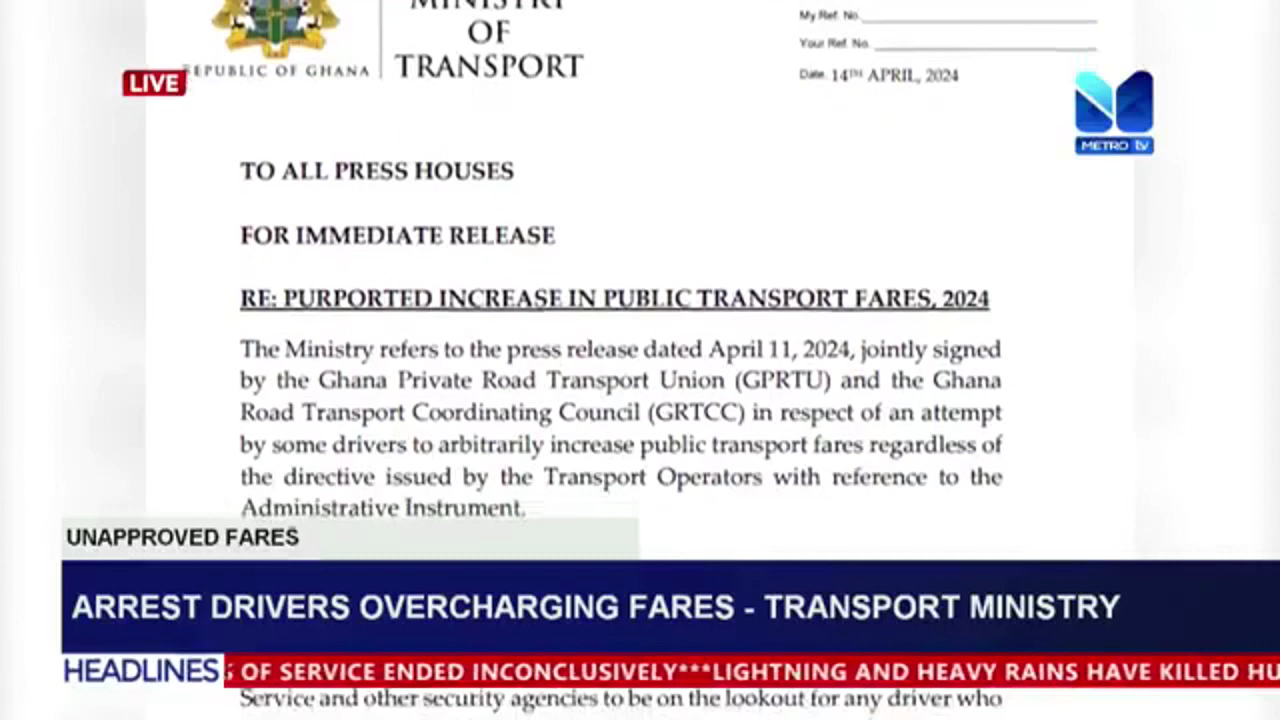 MINISTRY
OF
TRANSPORT
REPUBLIC OF GHANA
My Ref. No.
Your Ref. No.
Date. 14TH APRIL, 2024
LIVE
METRO tv
TO ALL PRESS HOUSES
FOR IMMEDIATE RELEASE
RE: PURPORTED INCREASE IN PUBLIC TRANSPORT FARES, 2024
The Ministry refers to the press release dated April 11, 2024, jointly signed
by the Ghana Private Road Transport Union (GPRTU) and the Ghana
Road Transport Coordinating Council (GRTCC) in respect of an attempt
by some drivers to arbitrarily increase public transport fares regardless of
the directive issued by the Transport Operators with reference to the
Administrative Instrument.
UNAPPROVED FARES
ARREST DRIVERS OVERCHARGING FARES - TRANSPORT MINISTRY
HEADLINES
OF SERVICE ENDED INCONCLUSIVELY***LIGHTNING AND HEAVY RAINS HAVE KILLED
Service and other security agencies to be on the lookout for any driver who